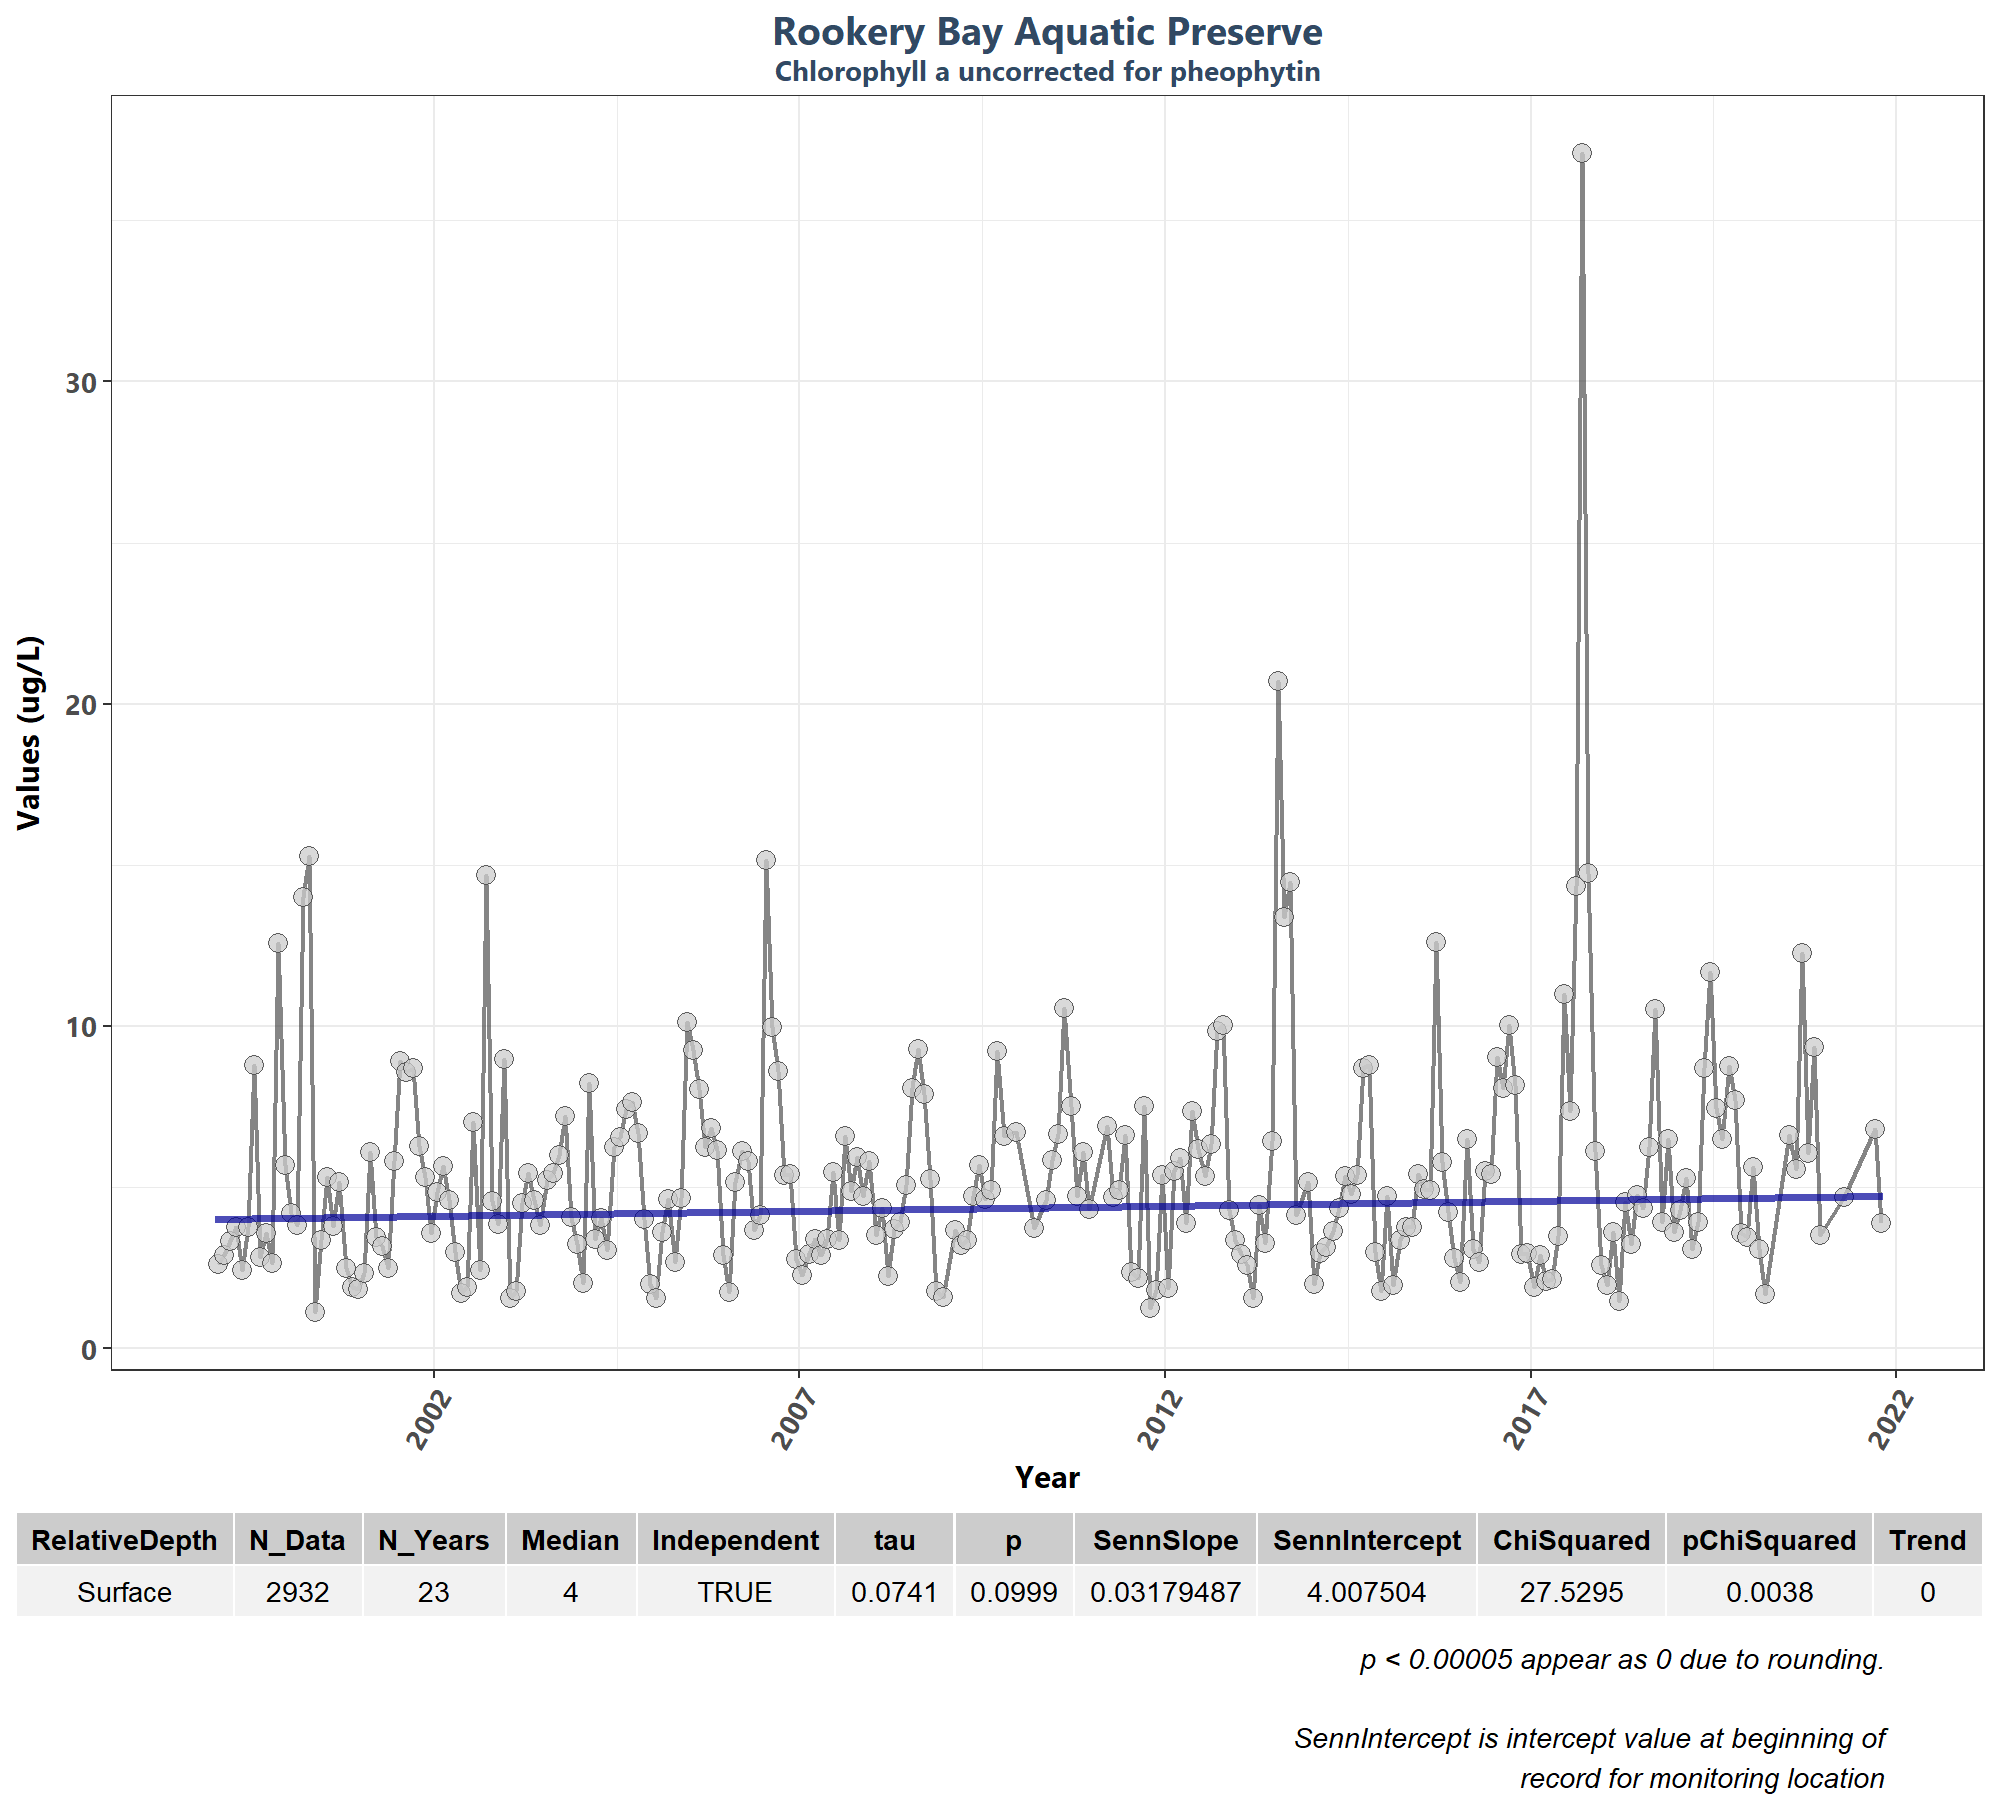 Rookery Bay Aquatic Preserve
Chlorophyll a uncorrected for pheophytin
Values (ug/L)
30
20
10
0
2002 2007 2012 2017 2022
Year
RelativeDepth N_Data N_Years Median Independent tau p SennSlope SennIntercept ChiSquared pChiSquared Trend
Surface 2932 23 4 TRUE 0.0741 0.0999 0.03179487 4.007504 27.5295 0.0038 0
p < 0.00005 appear as 0 due to rounding.
SennIntercept is intercept value at beginning of
record for monitoring location